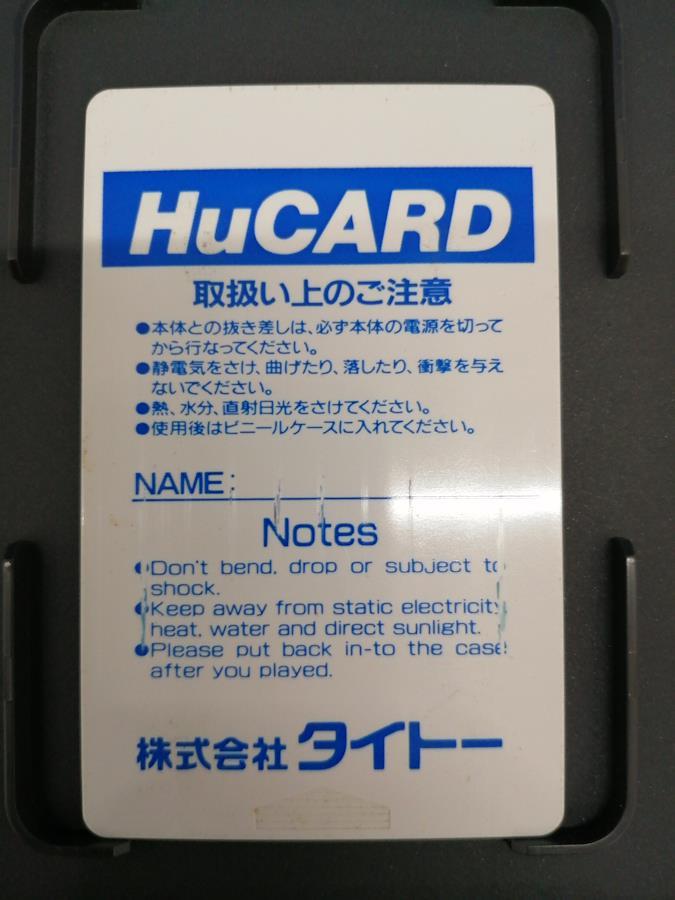 HuCARD
取扱い上のご注意
●本体との抜き差しは、必ず本体の電源を切って
から行なってください。
●静電気をさけ、曲げたり、落したり、衝撃を与え
ないでください。
●熱、水分、直射日光をさけてください。
●使用後はビニールケースに入れてください。
NAME:
Notes
●Don't bend, drop or subject to
shock.
●Keep away from static electricity,
heat, water and direct sunlight.
●Please put back in-to the case
after you played.
株式会社タイトー